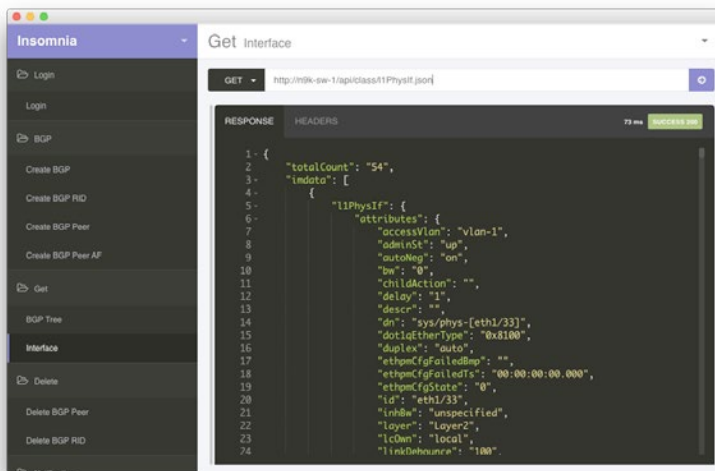 Insomnia
Get Interface
Login
Login
BGP
Create BGP
Create BGP RID
Create BGP Peer
Create BGP Peer AF
Get
BGP Tree
Interface
Delete
Delete BGP Peer
Delete BGP RID
GET http://n9k-sw-1/api/class/l1PhysIf.json
RESPONSE HEADERS 73 ms SUCCESS 200
1 {
2 "totalCount": "54",
3 "imdata": [
4 {
5 "l1PhysIf": {
6 "attributes": {
7 "accessVlan": "vlan-1",
8 "adminSt": "up",
9 "autoNeg": "on",
10 "bw": "0",
11 "childAction": "",
12 "delay": "1",
13 "descr": "",
14 "dn": "sys/phys-[eth1/33]",
15 "dot1qEtherType": "0x8100",
16 "duplex": "auto",
17 "ethpmCfgFailedBmp": "",
18 "ethpmCfgFailedTs": "00:00:00:00.000",
19 "ethpmCfgState": "0",
20 "id": "eth1/33",
21 "inhBw": "unspecified",
22 "layer": "Layer2",
23 "lcOwn": "local",
24 "linkDebounce": "100",